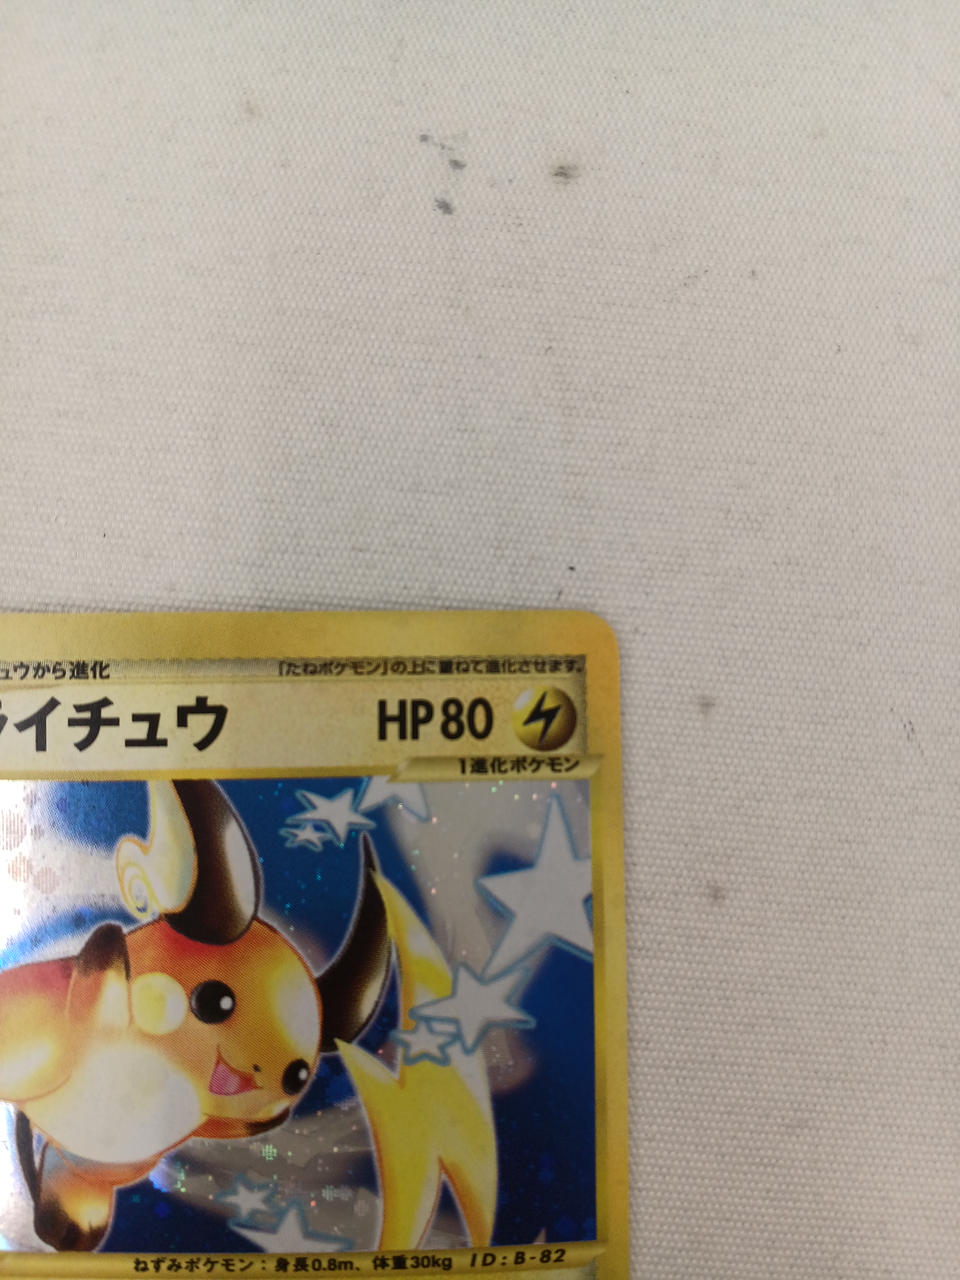 ュウから進化
「たねポケモン」の上に重ねて進化させます。
ライチュウ
HP80
1進化ポケモン
ねずみポケモン：身長0.8m、体重30kg ID:B-82